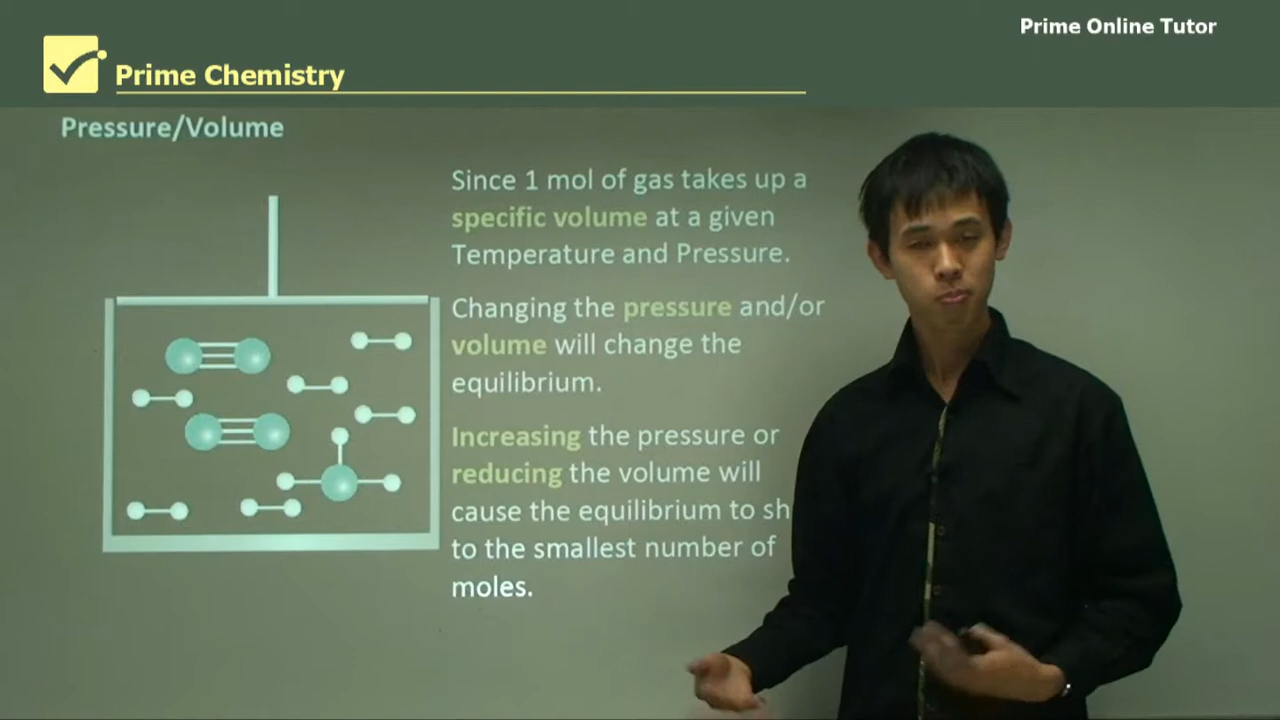 Prime Online Tutor
Prime Chemistry
Pressure/Volume
Since 1 mol of gas takes up a
specific volume at a given
Temperature and Pressure.
Changing the pressure and/or
volume will change the
equilibrium.
Increasing the pressure or
reducing the volume will
cause the equilibrium to sh
to the smallest number of
moles.